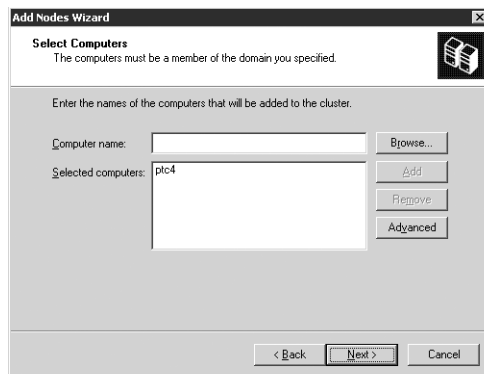 Add Nodes Wizard
Select Computers
The computers must be a member of the domain you specified.
Enter the names of the computers that will be added to the cluster.
Computer name:
Browse...
Selected computers:
ptc4
Add
Remove
Advanced
< Back
Next >
Cancel